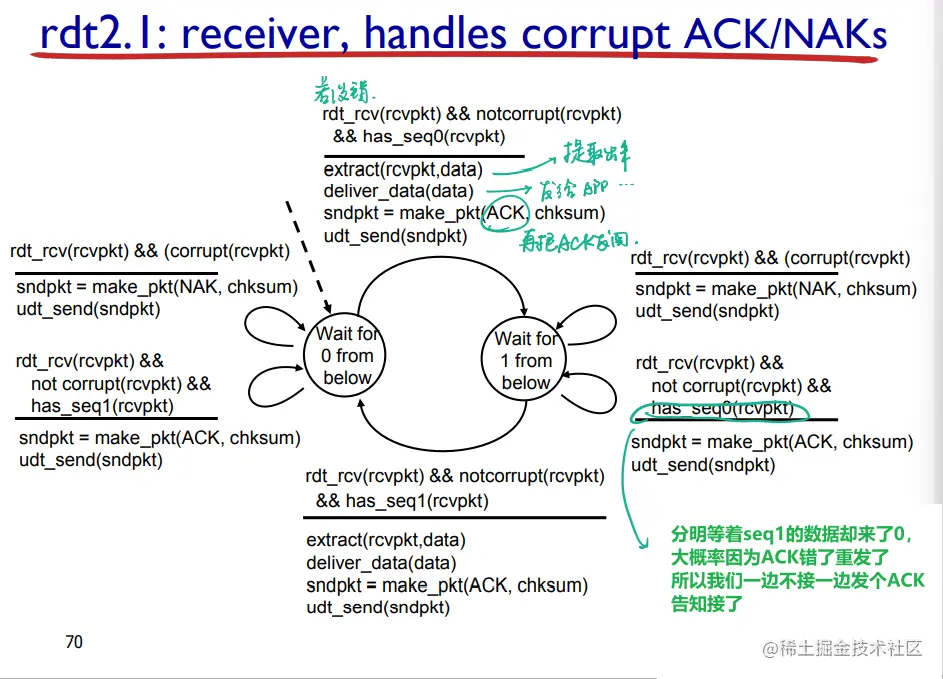 rdt2.1: receiver, handles corrupt ACK/NAKs
若没错.
rdt_rcv(rcvpkt) && notcorrupt(rcvpkt)
&& has_seq0(rcvpkt)
extract(rcvpkt,data)
提取出来
deliver_data(data)
发给APP ...
sndpkt = make_pkt(ACK, chksum)
udt_send(sndpkt)
再把ACK发回.
rdt_rcv(rcvpkt) && (corrupt(rcvpkt)
sndpkt = make_pkt(NAK, chksum)
udt_send(sndpkt)
rdt_rcv(rcvpkt) &&
not corrupt(rcvpkt) &&
has_seq1(rcvpkt)
sndpkt = make_pkt(ACK, chksum)
udt_send(sndpkt)
Wait for
0 from
below
Wait for
1 from
below
rdt_rcv(rcvpkt) && (corrupt(rcvpkt)
sndpkt = make_pkt(NAK, chksum)
udt_send(sndpkt)
rdt_rcv(rcvpkt) &&
not corrupt(rcvpkt) &&
has_seq0(rcvpkt)
sndpkt = make_pkt(ACK, chksum)
udt_send(sndpkt)
rdt_rcv(rcvpkt) && notcorrupt(rcvpkt)
&& has_seq1(rcvpkt)
extract(rcvpkt,data)
deliver_data(data)
sndpkt = make_pkt(ACK, chksum)
udt_send(sndpkt)
分明等着seq1的数据却来了0，
大概率因为ACK错了重发了
所以我们一边不接一边发个ACK
告知接了
70
@稀土掘金技术社区